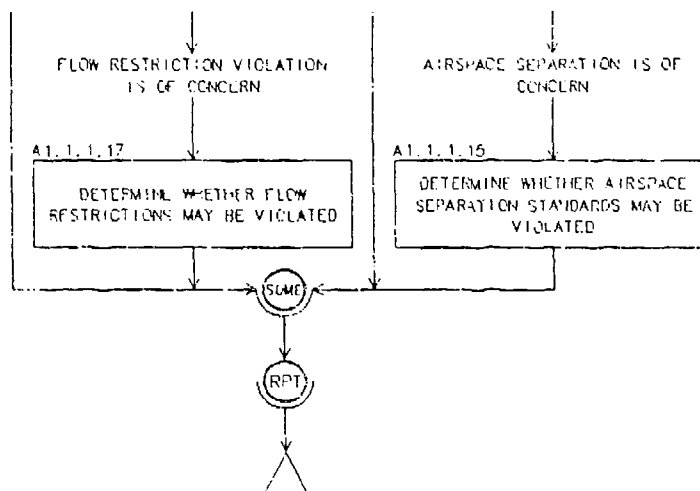 FLOW RESTRICTION VIOLATION
IS OF CONCERN
AIRSPACE SEPARATION IS OF
CONCERN
A1.1.1.17
DETERMINE WHETHER FLOW
RESTRICTIONS MAY BE VIOLATED
A1.1.1.15
DETERMINE WHETHER AIRSPACE
SEPARATION STANDARDS MAY BE
VIOLATED
SOME
RPT